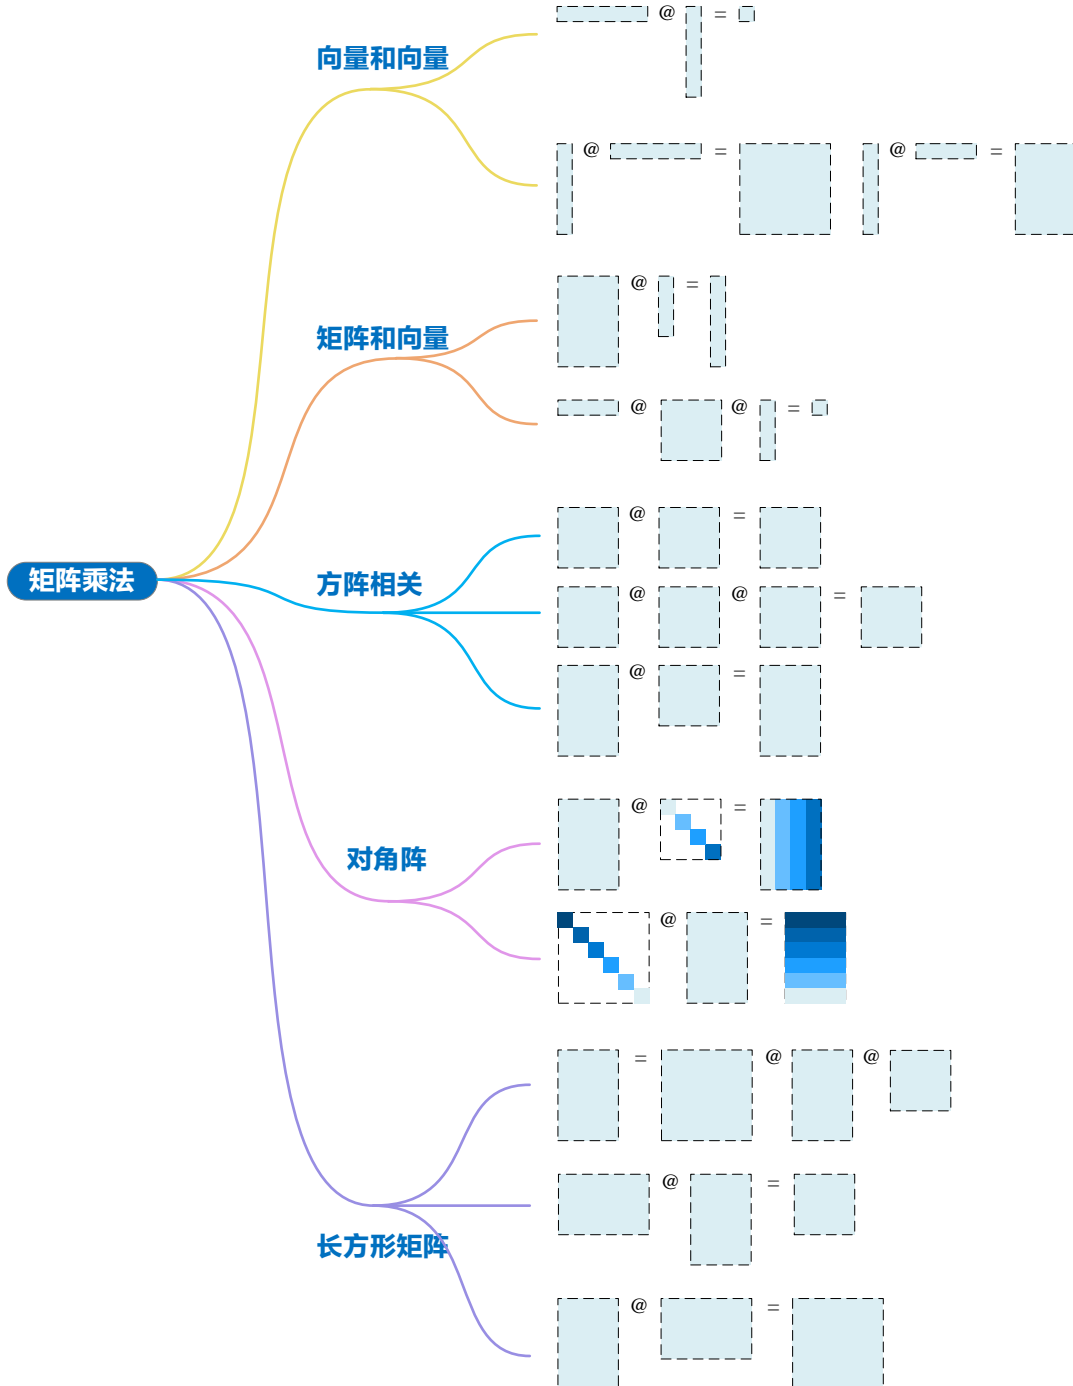 @ =
向量和向量
@ = @ =
@ =
矩阵和向量
@ @ =
@ =
矩阵乘法
方阵相关
@ @ =
@ =
@ =
对角阵
@ =
= @ @
@ =
长方形矩阵
@ =